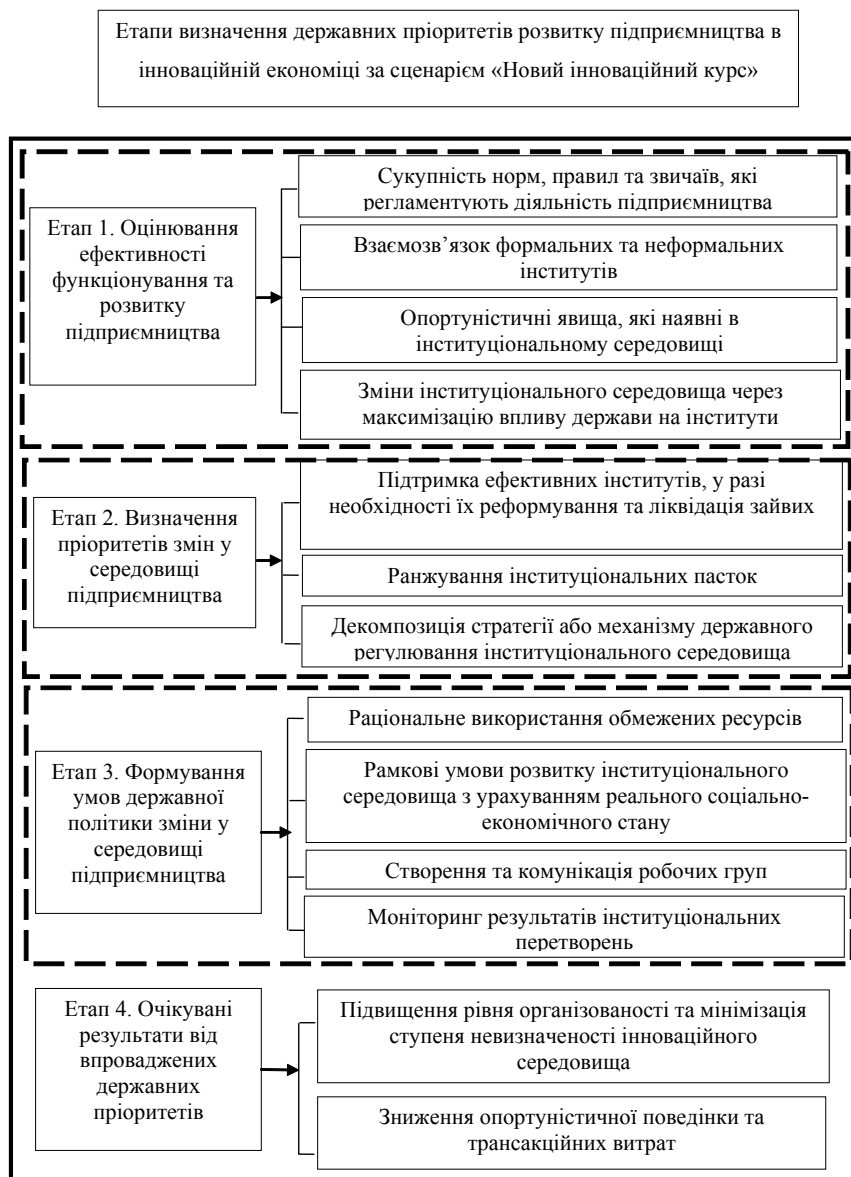 Етапи визначення державних пріоритетів розвитку підприємництва в
інноваційній економіці за сценарієм «Новий інноваційний курс»
Етап 1. Оцінювання
ефективності
функціонування та
розвитку
підприємництва
Сукупність норм, правил та звичаїв, які
регламентують діяльність підприємництва
Взаємозв’язок формальних та неформальних
інститутів
Опортуністичні явища, які наявні в
інституціональному середовищі
Зміни інституціонального середовища через
максимізацію впливу держави на інститути
Етап 2. Визначення
пріоритетів змін у
середовищі
підприємництва
Підтримка ефективних інститутів, у разі
необхідності їх реформування та ліквідація зайвих
Ранжування інституціональних пасток
Декомпозиція стратегії або механізму державного
регулювання інституціонального середовища
Етап 3. Формування
умов державної
політики зміни у
середовищі
підприємництва
Раціональне використання обмежених ресурсів
Рамкові умови розвитку інституціонального
середовища з урахуванням реального соціально-
економічного стану
Створення та комунікація робочих груп
Моніторинг результатів інституціональних
перетворень
Етап 4. Очікувані
результати від
впроваджених
державних
пріоритетів
Підвищення рівня організованості та мінімізація
ступеня невизначеності інноваційного
середовища
Зниження опортуністичної поведінки та
трансакційних витрат